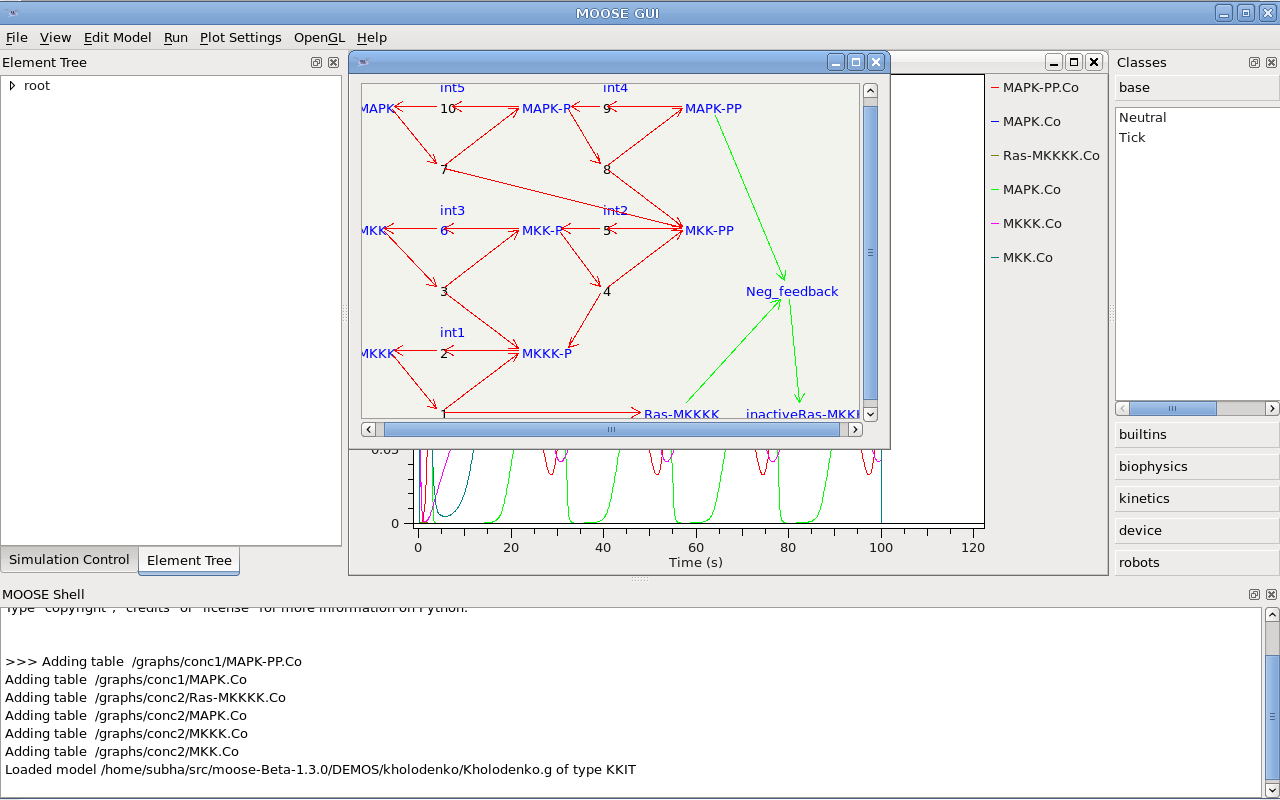 MOOSE GUI
File View Edit Model Run Plot Settings OpenGL Help
Element Tree
root
Simulation Control Element Tree
int5 int4
MAPK 10 MAPK-P 9 MAPK-PP
7 8
int3 int2
MKK 6 MKK-P 5 MKK-PP
3 4 Neg_feedback
int1
MKKK 2 MKKK-P
1 Ras-MKKKK inactiveRas-MKKK
0.05
0
0 20 40 60 80 100 120
Time (s)
MAPK-PP.Co
MAPK.Co
Ras-MKKKK.Co
MAPK.Co
MKKK.Co
MKK.Co
Classes
base
Neutral
Tick
builtins
biophysics
kinetics
device
robots
MOOSE Shell
Type "copyright", "credits" or "license" for more information on Python.
>>> Adding table /graphs/conc1/MAPK-PP.Co
Adding table /graphs/conc1/MAPK.Co
Adding table /graphs/conc2/Ras-MKKKK.Co
Adding table /graphs/conc2/MAPK.Co
Adding table /graphs/conc2/MKKK.Co
Adding table /graphs/conc2/MKK.Co
Loaded model /home/subha/src/moose-Beta-1.3.0/DEMOS/kholodenko/Kholodenko.g of type KKIT